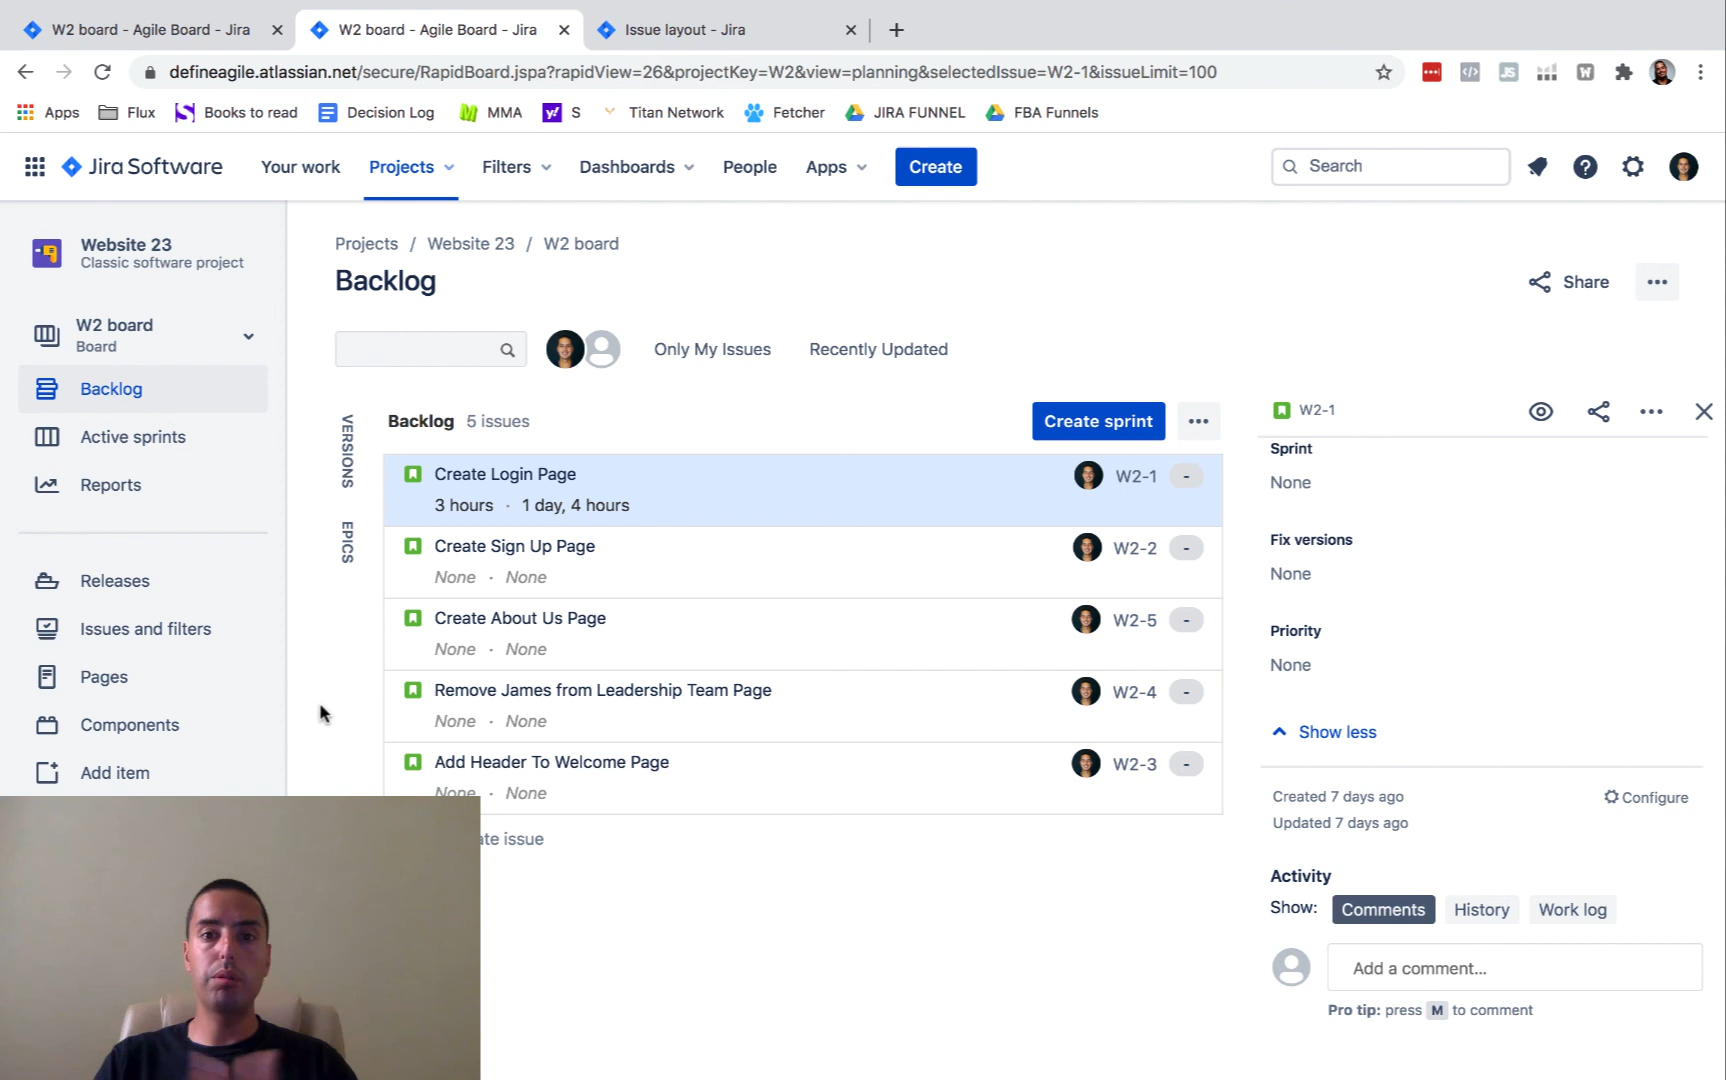 W2 board - Agile Board - Jira
W2 board - Agile Board - Jira
Issue layout - Jira
defineagile.atlassian.net/secure/RapidBoard.jspa?rapidView=26&projectKey=W2&view=planning&selectedIssue=W2-1&issueLimit=100
JS
W
Apps
Flux
Books to read
Decision Log
MMA
y!
S
Titan Network
Fetcher
JIRA FUNNEL
FBA Funnels
Jira Software
Your work
Projects
Filters
Dashboards
People
Apps
Create
Search
Website 23
Classic software project
W2 board
Board
Backlog
Active sprints
Reports
Releases
Issues and filters
Pages
Components
Add item
Projects / Website 23 / W2 board
Backlog
Share
Only My Issues
Recently Updated
VERSIONS
EPICS
Backlog 5 issues
Create sprint
Create Login Page
W2-1 -
3 hours · 1 day, 4 hours
Create Sign Up Page
W2-2 -
None · None
Create About Us Page
W2-5 -
None · None
Remove James from Leadership Team Page
W2-4 -
None · None
Add Header To Welcome Page
W2-3 -
None · None
ate issue
W2-1
Sprint
None
Fix versions
None
Priority
None
Show less
Created 7 days ago
Configure
Updated 7 days ago
Activity
Show: Comments History Work log
Add a comment...
Pro tip: press M to comment